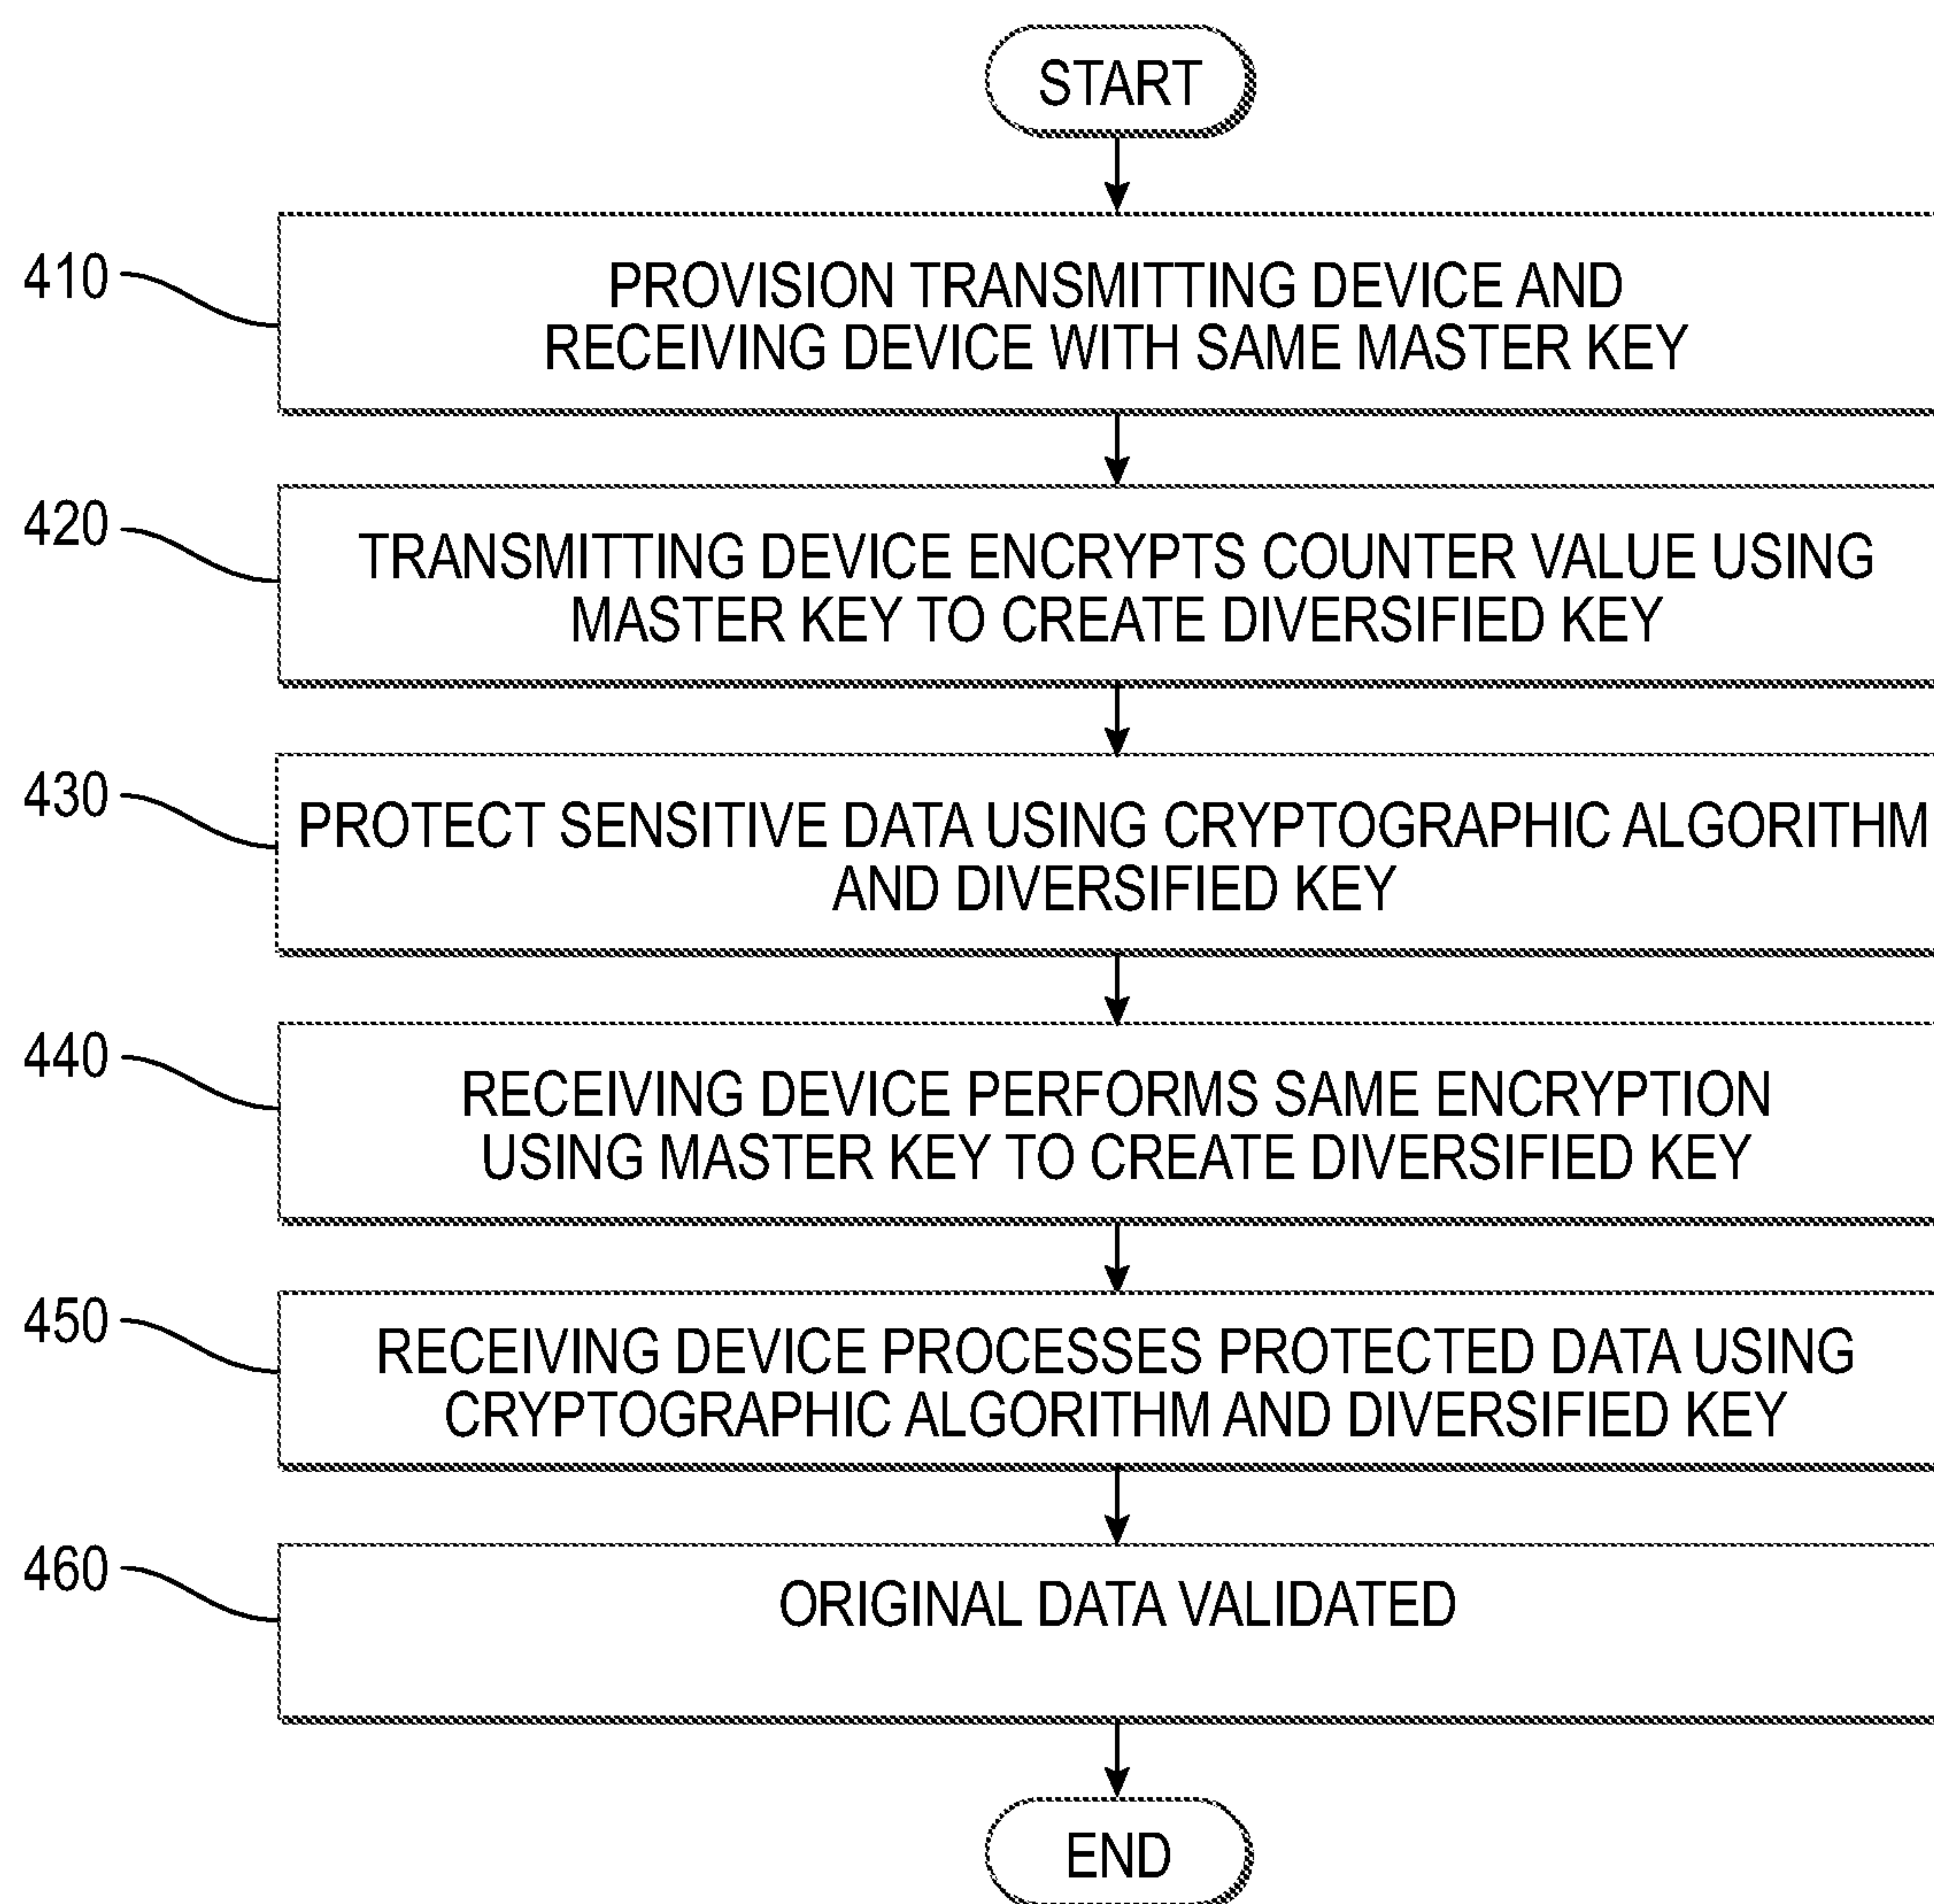 START
410
PROVISION TRANSMITTING DEVICE AND
RECEIVING DEVICE WITH SAME MASTER KEY
420
TRANSMITTING DEVICE ENCRYPTS COUNTER VALUE USING
MASTER KEY TO CREATE DIVERSIFIED KEY
430
PROTECT SENSITIVE DATA USING CRYPTOGRAPHIC ALGORITHM
AND DIVERSIFIED KEY
440
RECEIVING DEVICE PERFORMS SAME ENCRYPTION
USING MASTER KEY TO CREATE DIVERSIFIED KEY
450
RECEIVING DEVICE PROCESSES PROTECTED DATA USING
CRYPTOGRAPHIC ALGORITHM AND DIVERSIFIED KEY
460
ORIGINAL DATA VALIDATED
END